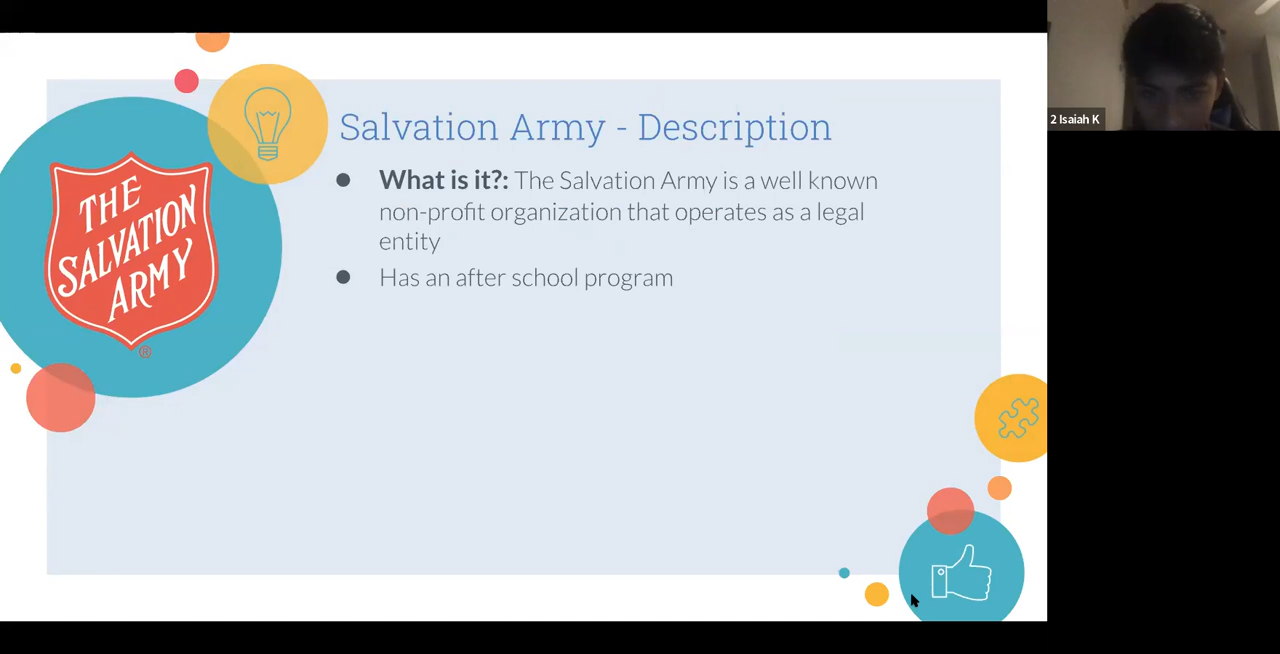 Salvation Army - Description
THE
SALVATION
ARMY
®
● What is it?: The Salvation Army is a well known
non-profit organization that operates as a legal
entity
● Has an after school program
2 Isaiah K